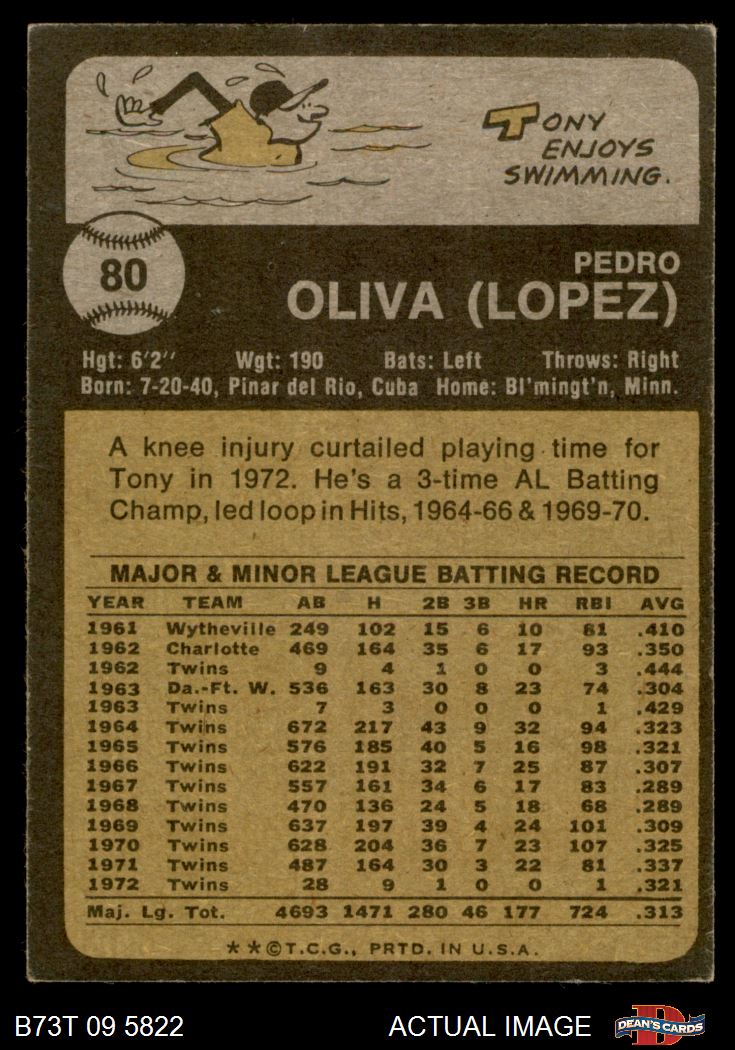 TONY
ENJOYS
SWIMMING.
80
PEDRO
OLIVA (LOPEZ)
Hgt: 6'2" Wgt: 190 Bats: Left Throws: Right
Born: 7-20-40, Pinar del Rio, Cuba Home: Bl'mingt'n, Minn.
A knee injury curtailed playing time for
Tony in 1972. He's a 3-time AL Batting
Champ, led loop in Hits, 1964-66 & 1969-70.
MAJOR & MINOR LEAGUE BATTING RECORD
YEAR TEAM AB H 2B 3B HR RBI AVG
1961 Wytheville 249 102 15 6 10 81 .410
1962 Charlotte 469 164 35 6 17 93 .350
1962 Twins 9 4 1 0 0 3 .444
1963 Da.-Ft. W. 536 163 30 8 23 74 .304
1963 Twins 7 3 0 0 0 1 .429
1964 Twins 672 217 43 9 32 94 .323
1965 Twins 576 185 40 5 16 98 .321
1966 Twins 622 191 32 7 25 87 .307
1967 Twins 557 161 34 6 17 83 .289
1968 Twins 470 136 24 5 18 68 .289
1969 Twins 637 197 39 4 24 101 .309
1970 Twins 628 204 36 7 23 107 .325
1971 Twins 487 164 30 3 22 81 .337
1972 Twins 28 9 1 0 0 1 .321
Maj. Lg. Tot. 4693 1471 280 46 177 724 .313
**©T.C.G., PRTD. IN U.S.A.
B73T 09 5822 ACTUAL IMAGE D DEAN'S CARDS